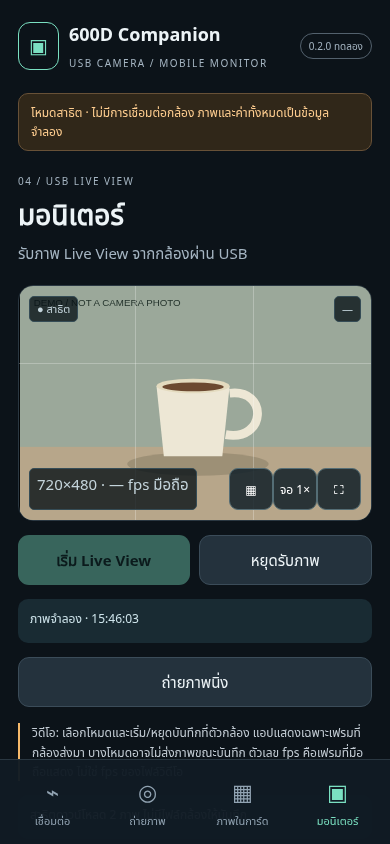 600D Companion
USB CAMERA / MOBILE MONITOR
0.2.0 ทดลอง
โหมดสาธิต · ไม่มีการเชื่อมต่อกล้อง ภาพและค่าทั้งหมดเป็นข้อมูล
จำลอง
04 / USB LIVE VIEW
มอนิเตอร์
รับภาพ Live View จากกล้องผ่าน USB
NOT A CAMERA PHOTO
● สาธิต
—
720×480 · — fps มือถือ
จอ 1×
เริ่ม Live View
หยุดรับภาพ
ภาพจำลอง · 15:46:03
ถ่ายภาพนิ่ง
วิดีโอ: เลือกโหมดและเริ่ม/หยุดบันทึกที่ตัวกล้อง แอปแสดงเฉพาะเฟรมที่
กล้องส่งมา บางโหมดอาจไม่ส่งภาพขณะบันทึก ตัวเลข fps คือเฟรมที่มือ
เชื่อมต่อ
ถ่ายภาพ
ภาพในการ์ด
มอนิเตอร์